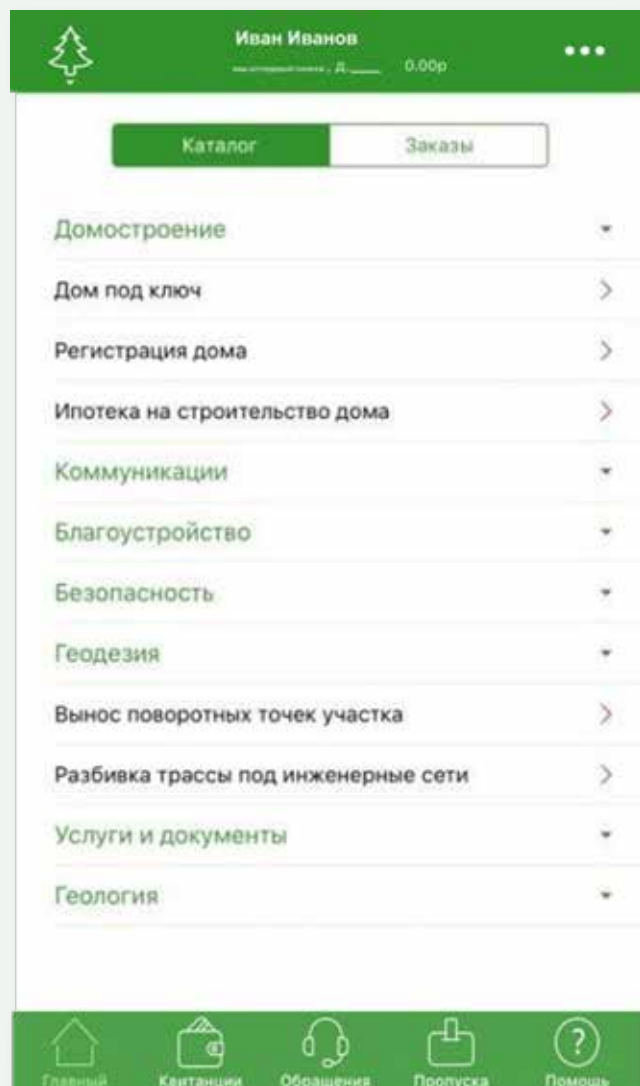 Иван Иванов
, д. 0.00р
Каталог
Заказы
Домостроение
Дом под ключ
Регистрация дома
Ипотека на строительство дома
Коммуникации
Благоустройство
Безопасность
Геодезия
Вынос поворотных точек участка
Разбивка трассы под инженерные сети
Услуги и документы
Геология
Главный
Квитанции
Обращения
Пропуска
Помощь